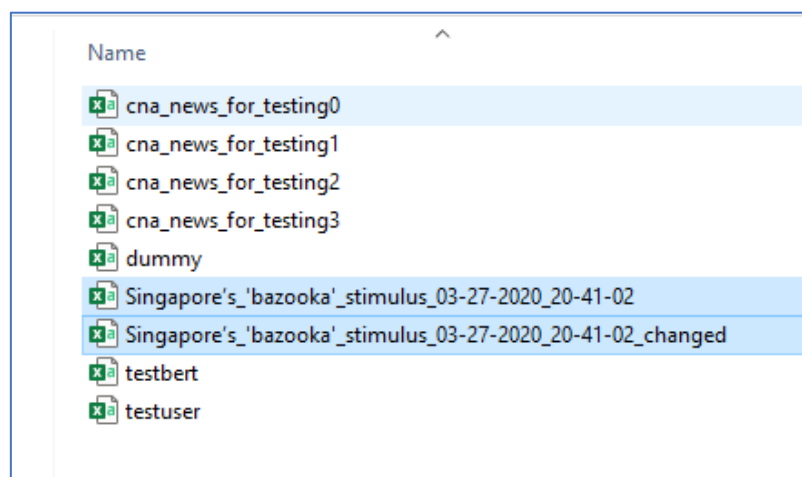 Name
cna_news_for_testing0
cna_news_for_testing1
cna_news_for_testing2
cna_news_for_testing3
dummy
Singapore's_'bazooka'_stimulus_03-27-2020_20-41-02
Singapore's_'bazooka'_stimulus_03-27-2020_20-41-02_changed
testbert
testuser